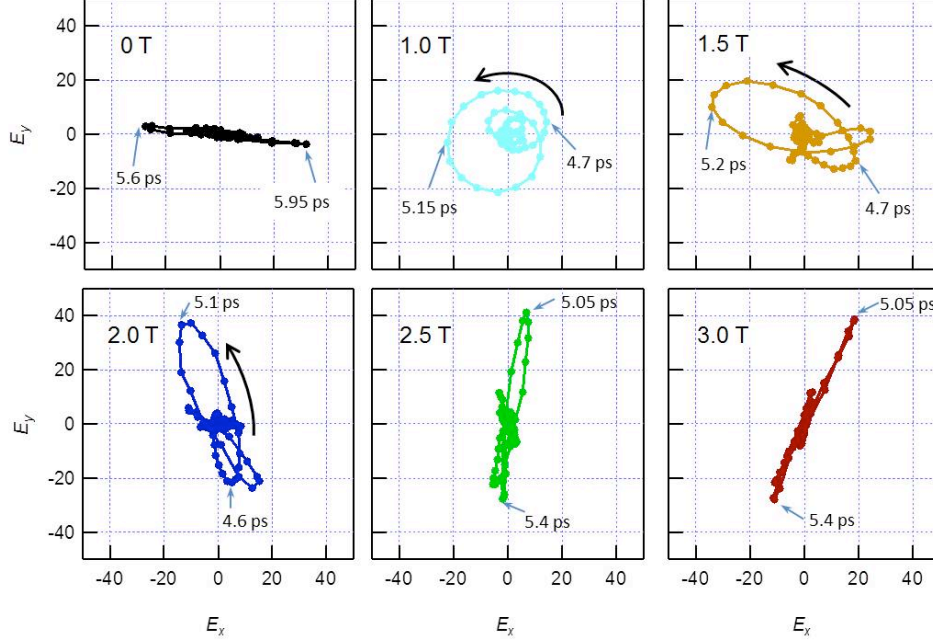 40
20
0
-20
-40
E_y
0 T
5.6 ps
5.95 ps
1.0 T
4.7 ps
5.15 ps
1.5 T
5.2 ps
4.7 ps
40
20
0
-20
-40
E_y
2.0 T
5.1 ps
4.6 ps
2.5 T
5.05 ps
5.4 ps
3.0 T
5.05 ps
5.4 ps
-40 -20 0 20 40
-40 -20 0 20 40
-40 -20 0 20 40
E_x
E_x
E_x